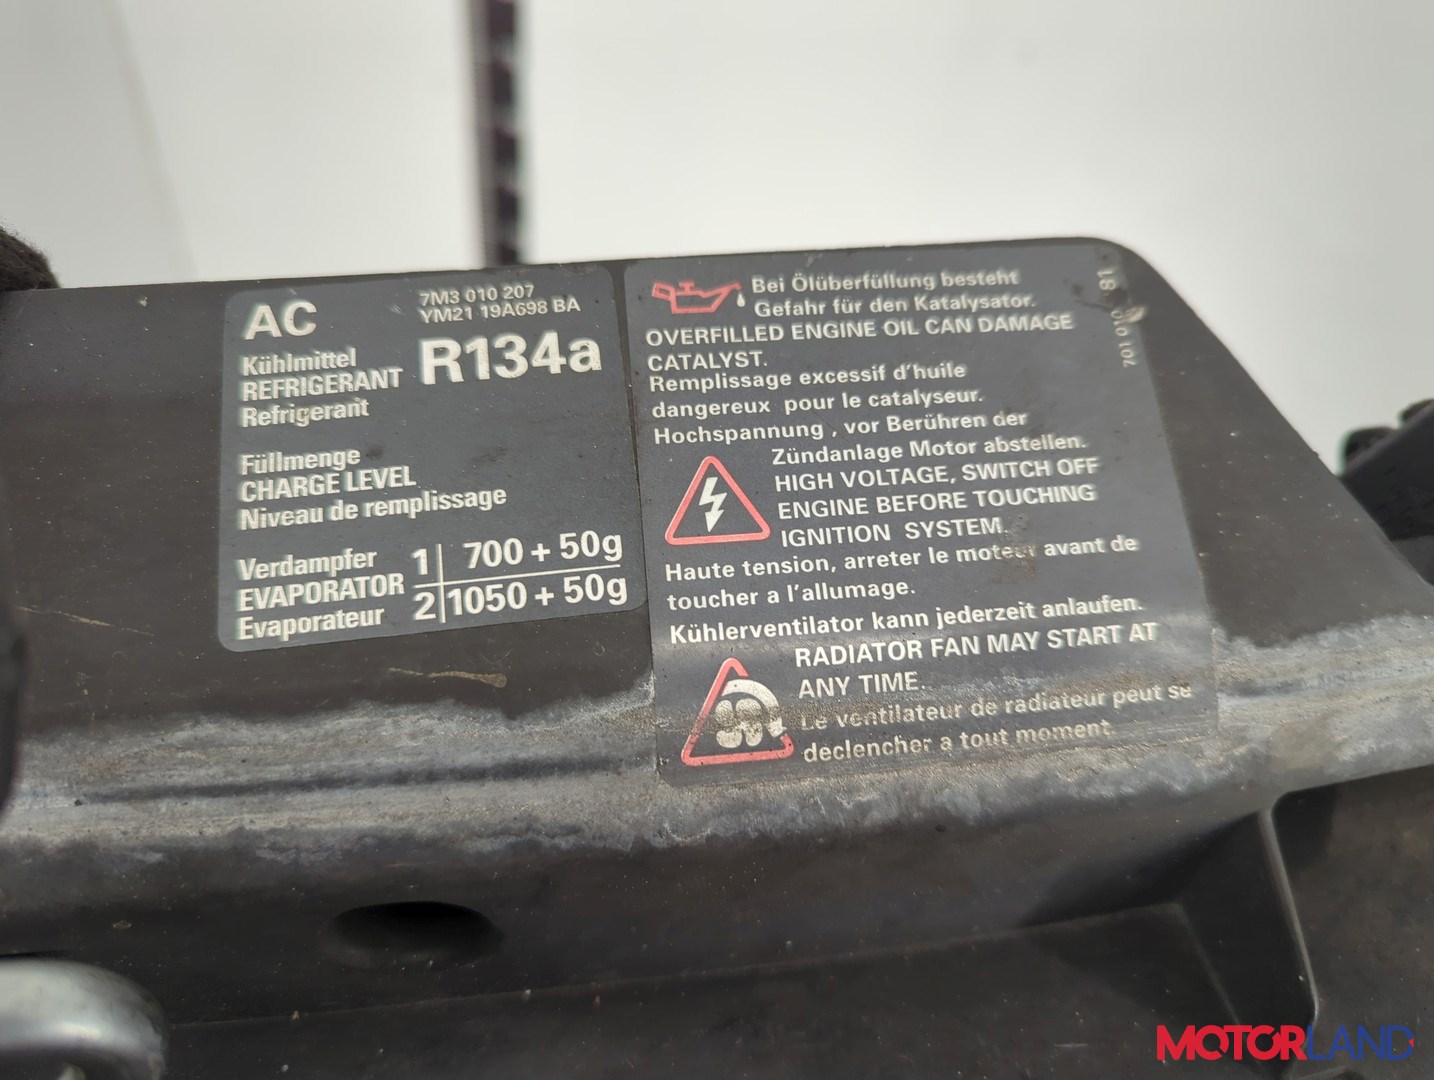 AC
7M3 010 207
YM21 19A698 BA
Kühlmittel
REFRIGERANT
Refrigerant
R134a
Füllmenge
CHARGE LEVEL
Niveau de remplissage
Verdampfer
EVAPORATOR
Evaporateur
1 700 + 50g
2 1050 + 50g
Bei Ölüberfüllung besteht
Gefahr für den Katalysator.
OVERFILLED ENGINE OIL CAN DAMAGE
CATALYST.
Remplissage excessif d'huile
dangereux pour le catalyseur.
Hochspannung, vor Berühren der
Zündanlage Motor abstellen.
HIGH VOLTAGE, SWITCH OFF
ENGINE BEFORE TOUCHING
IGNITION SYSTEM.
Haute tension, arreter le moteur avant de
toucher a l'allumage.
Kühlerventilator kann jederzeit anlaufen.
RADIATOR FAN MAY START AT
ANY TIME.
Le ventilateur de radiateur peut se
declencher a tout moment.
MOTORLAND